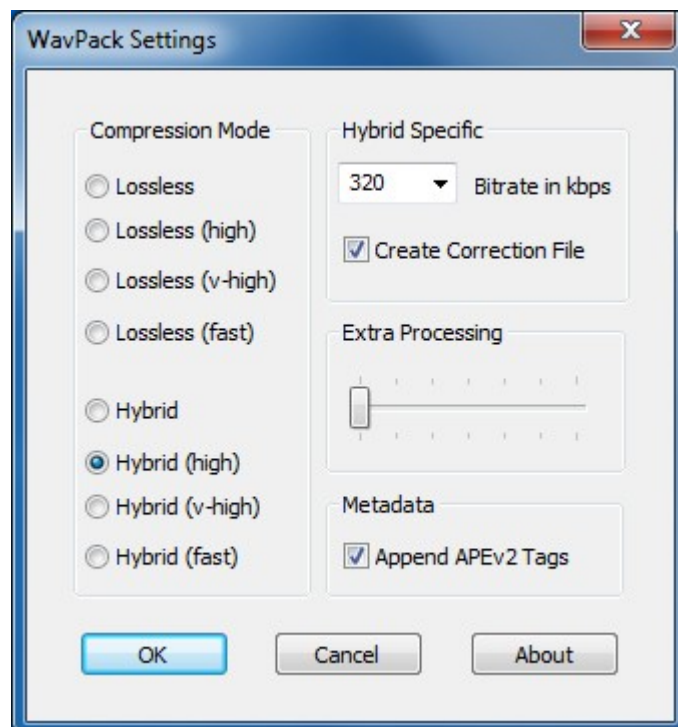 WavPack Settings
Compression Mode
Lossless
Lossless (high)
Lossless (v-high)
Lossless (fast)
Hybrid
Hybrid (high)
Hybrid (v-high)
Hybrid (fast)
Hybrid Specific
320 Bitrate in kbps
Create Correction File
Extra Processing
Metadata
Append APEv2 Tags
OK Cancel About